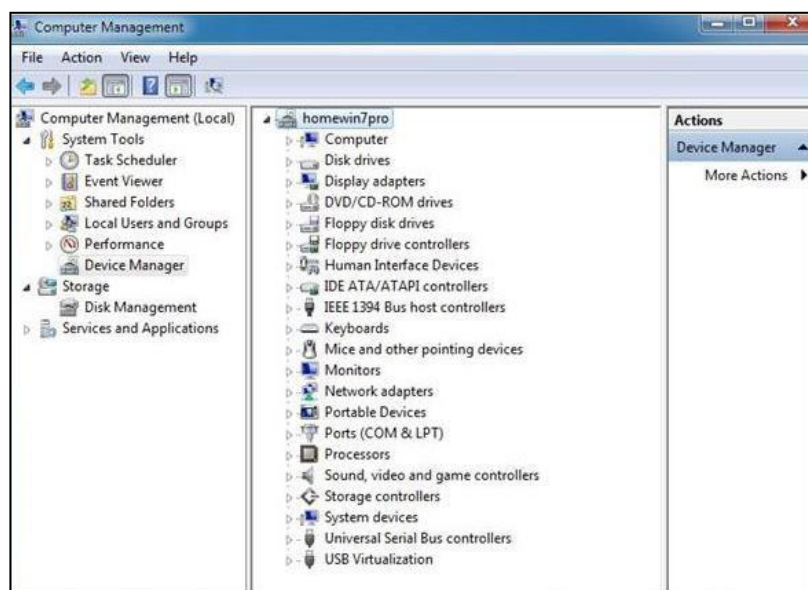 Computer Management
File Action View Help
Computer Management (Local)
System Tools
Task Scheduler
Event Viewer
Shared Folders
Local Users and Groups
Performance
Device Manager
Storage
Disk Management
Services and Applications
homewin7pro
Computer
Disk drives
Display adapters
DVD/CD-ROM drives
Floppy disk drives
Floppy drive controllers
Human Interface Devices
IDE ATA/ATAPI controllers
IEEE 1394 Bus host controllers
Keyboards
Mice and other pointing devices
Monitors
Network adapters
Portable Devices
Ports (COM & LPT)
Processors
Sound, video and game controllers
Storage controllers
System devices
Universal Serial Bus controllers
USB Virtualization
Actions
Device Manager
More Actions